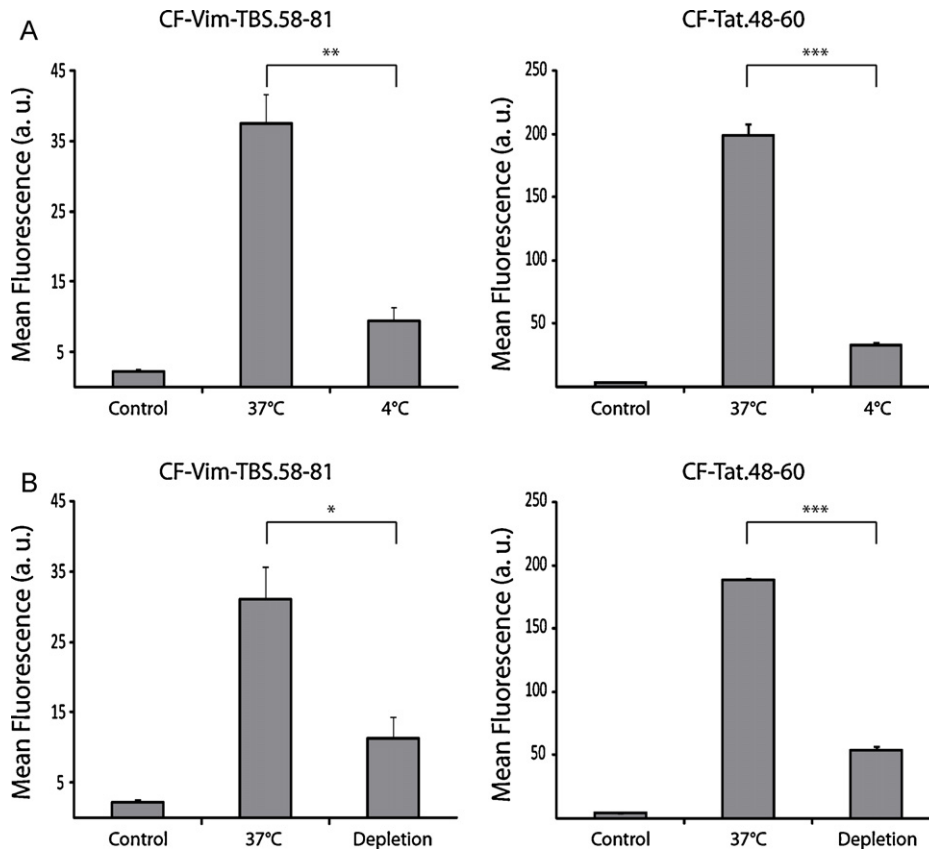 A
CF-Vim-TBS.58-81
**
Mean Fluorescence (a. u.)
45
35
25
15
5
Control
37°C
4°C
CF-Tat.48-60
***
Mean Fluorescence (a. u.)
250
200
150
100
50
Control
37°C
4°C
B
CF-Vim-TBS.58-81
*
Mean Fluorescence (a. u.)
45
35
25
15
5
Control
37°C
Depletion
CF-Tat.48-60
***
Mean Fluorescence (a. u.)
250
200
150
100
50
Control
37°C
Depletion